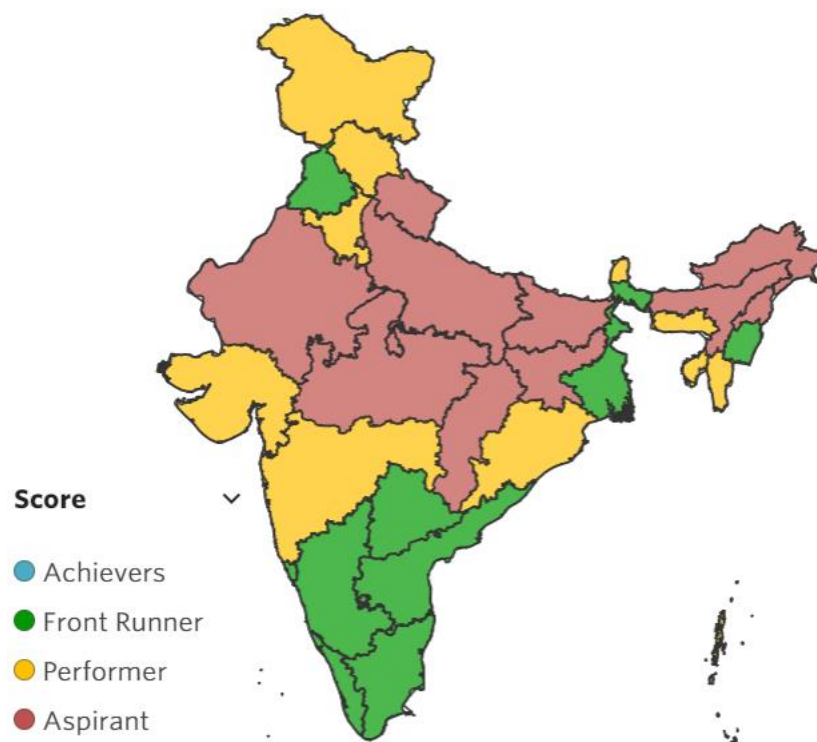 Score
Achievers
Front Runner
Performer
Aspirant